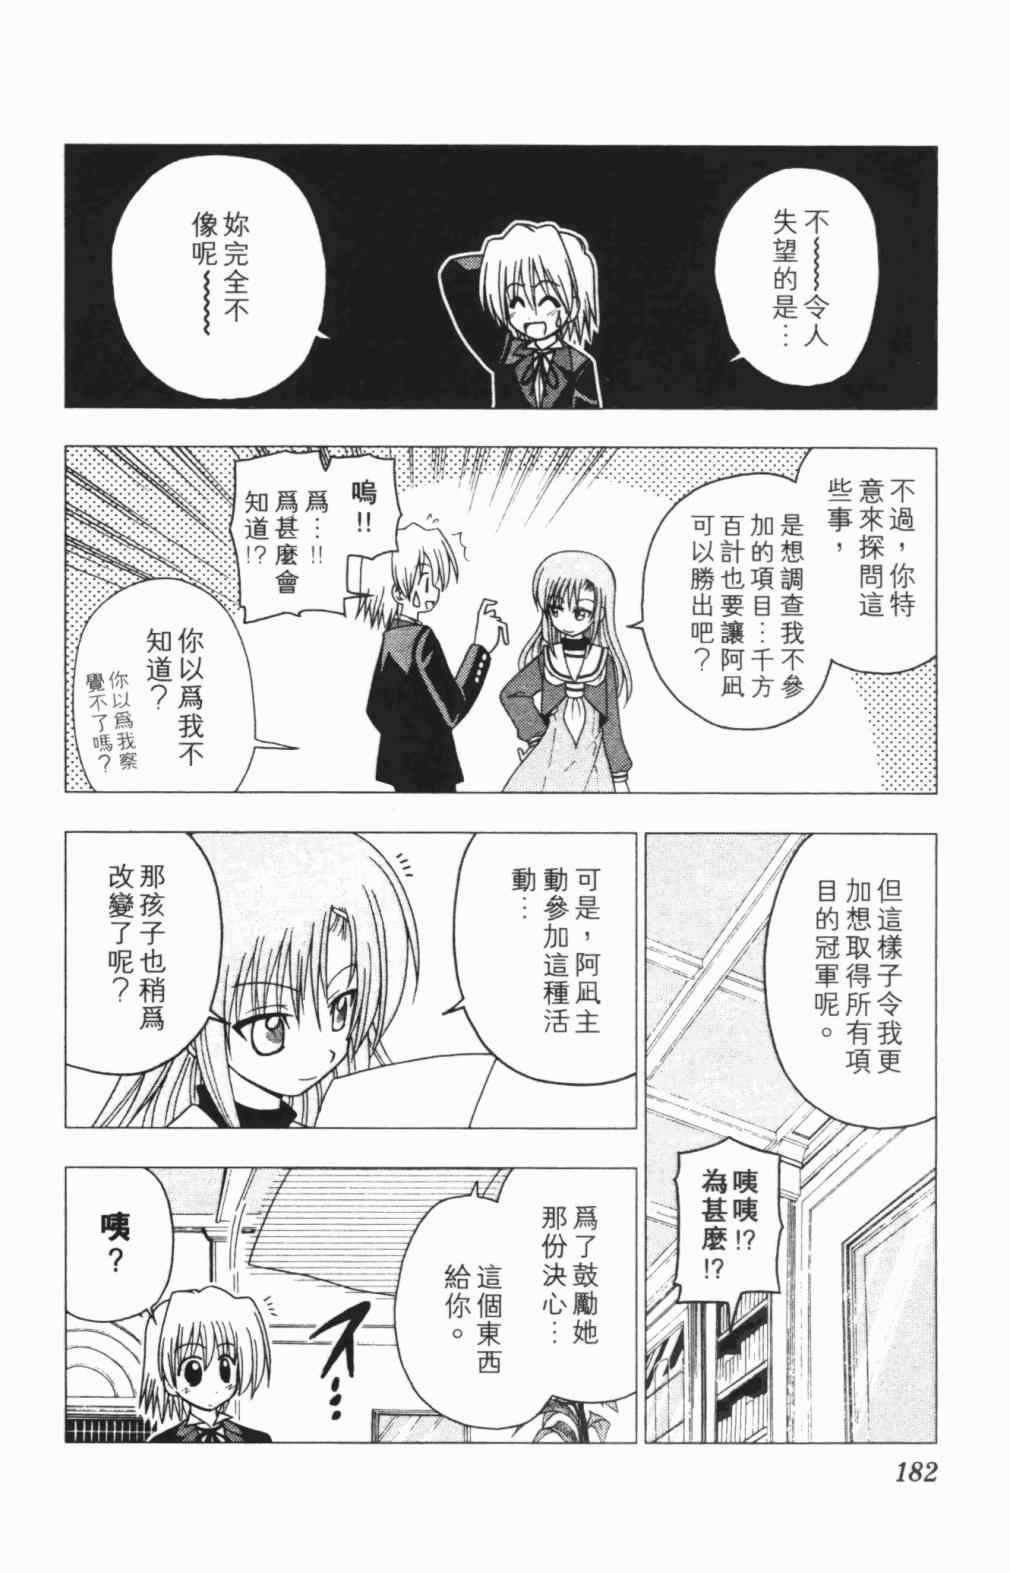 不～～令人
失望的是…
妳完全不
像呢～～～
不過，你特
意來探問這
些事，
是想調查我不參
加的項目…千方
百計也要讓阿凪
可以勝出吧？
嗚!!
爲…!!
爲甚麼會
知道!?
你以爲我不
知道？
你以爲我察
覺不了嗎？
但這樣子令我更
加想取得所有項
目的冠軍呢。
咦咦!?
為甚麼!?
可是，阿凪主
動參加這種活
動…
那孩子也稍爲
改變了呢？
爲了鼓勵她
那份決心…
這個東西
給你。
ス…
咦？
182